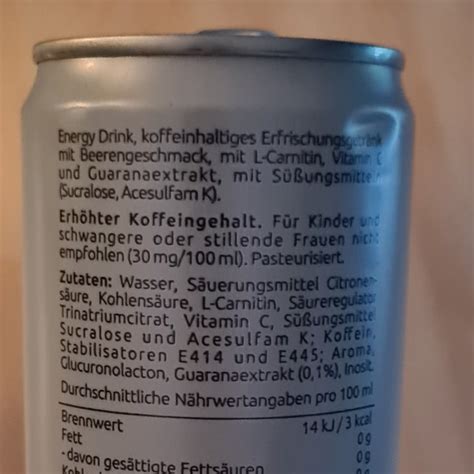 Energy Drink, koffeinhaltiges Erfrischungsgetränk
mit Beerengeschmack, mit L-Carnitin, Vitamin C
und Guaranaextrakt, mit Süßungsmitteln
(Sucralose, Acesulfam K).
Erhöhter Koffeingehalt. Für Kinder und
schwangere oder stillende Frauen nicht
empfohlen (30 mg/100 ml). Pasteurisiert.
Zutaten: Wasser, Säuerungsmittel Citronen-
säure, Kohlensäure, L-Carnitin, Säureregulator
Trinatriumcitrat, Vitamin C, Süßungsmittel
Sucralose und Acesulfam K; Koffein,
Stabilisatoren E414 und E445; Aroma,
Glucuronolacton, Guaranaextrakt (0,1%), Inosit.
Durchschnittliche Nährwertangaben pro 100 ml
Brennwert 14 kJ / 3 kcal
Fett 0 g
- davon gesättigte Fettsäuren 0 g